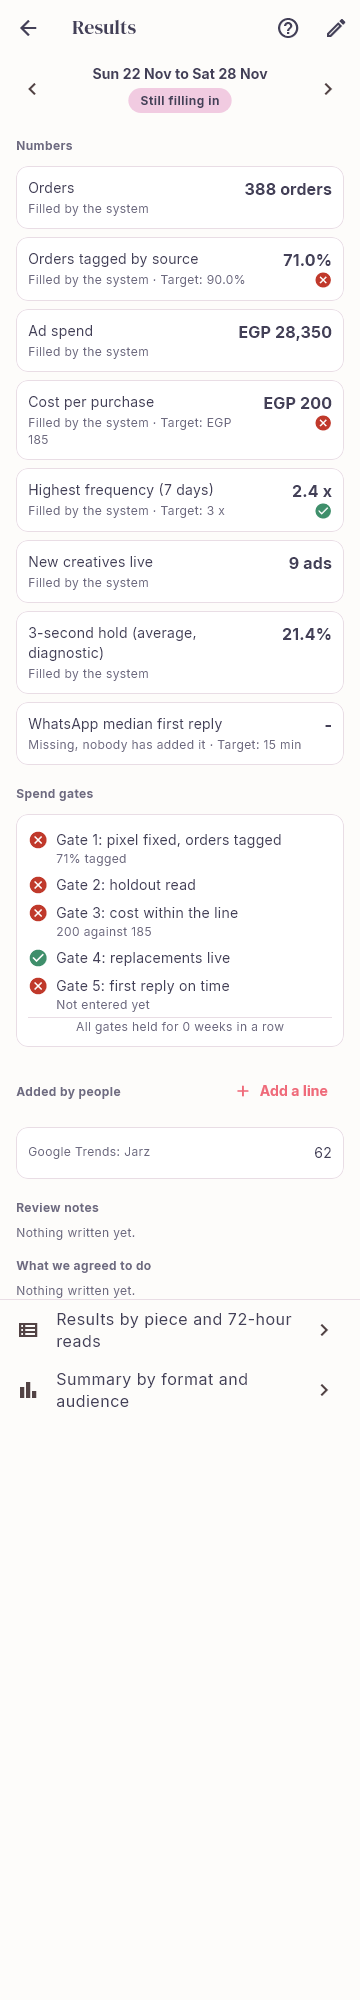 Results
Sun 22 Nov to Sat 28 Nov
Still filling in
Numbers
Orders
388 orders
Filled by the system
Orders tagged by source
71.0%
Filled by the system · Target: 90.0%
Ad spend
EGP 28,350
Filled by the system
Cost per purchase
EGP 200
Filled by the system · Target: EGP
185
Highest frequency (7 days)
2.4 x
Filled by the system · Target: 3 x
New creatives live
9 ads
Filled by the system
3-second hold (average,
diagnostic)
21.4%
Filled by the system
WhatsApp median first reply
-
Missing, nobody has added it · Target: 15 min
Spend gates
Gate 1: pixel fixed, orders tagged
71% tagged
Gate 2: holdout read
Gate 3: cost within the line
200 against 185
Gate 4: replacements live
Gate 5: first reply on time
Not entered yet
All gates held for 0 weeks in a row
Added by people
+ Add a line
Google Trends: Jarz
62
Review notes
Nothing written yet.
What we agreed to do
Nothing written yet.
Results by piece and 72-hour
reads
Summary by format and
audience